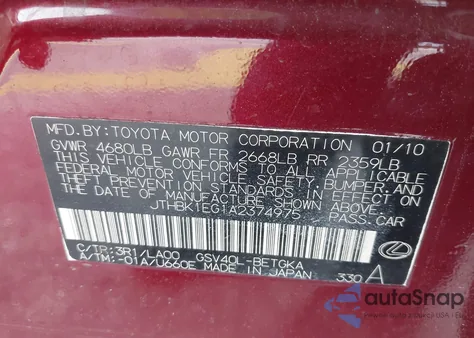 MFD.BY:TOYOTA MOTOR CORPORATION 01/10
GVWR 4680LB GAWR FR 2668LB RR 2359LB
THIS VEHICLE CONFORMS TO ALL APPLICABLE
FEDERAL MOTOR VEHICLE SAFETY, BUMPER,
AND THEFT PREVENTION STANDARDS IN
EFFECT ON THE DATE OF MANUFACTURE
SHOWN ABOVE.
JTHBK1EG1A2374975 PASS.CAR
C/TR:3R1/LA00 GSV40L-BETGKA
A/TM:-01A/U660E MADE IN JAPAN 330 A
autoSnap